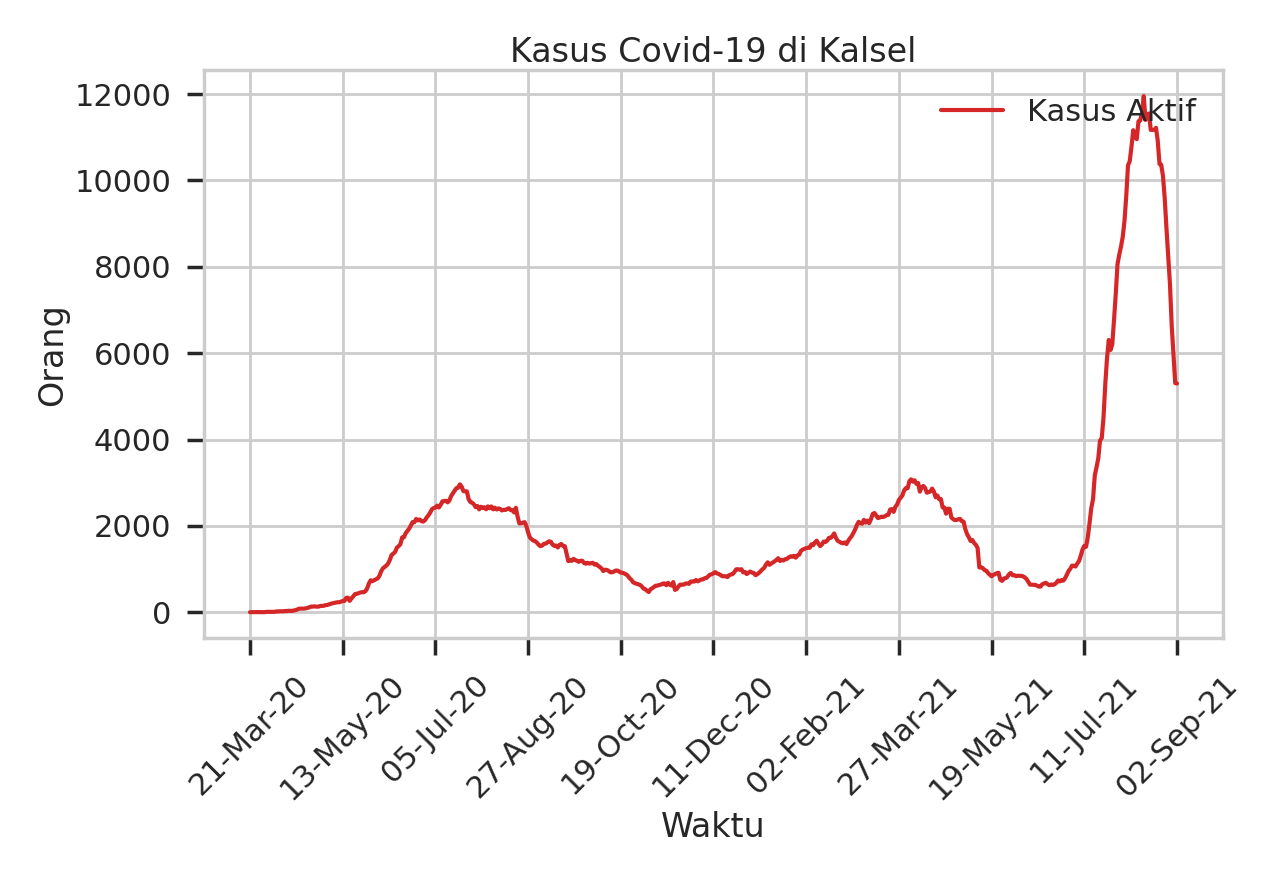 Kasus Covid-19 di Kalsel
Kasus Aktif
Orang
12000
10000
8000
6000
4000
2000
0
21-Mar-20
13-May-20
05-Jul-20
27-Aug-20
19-Oct-20
11-Dec-20
02-Feb-21
27-Mar-21
19-May-21
11-Jul-21
02-Sep-21
Waktu